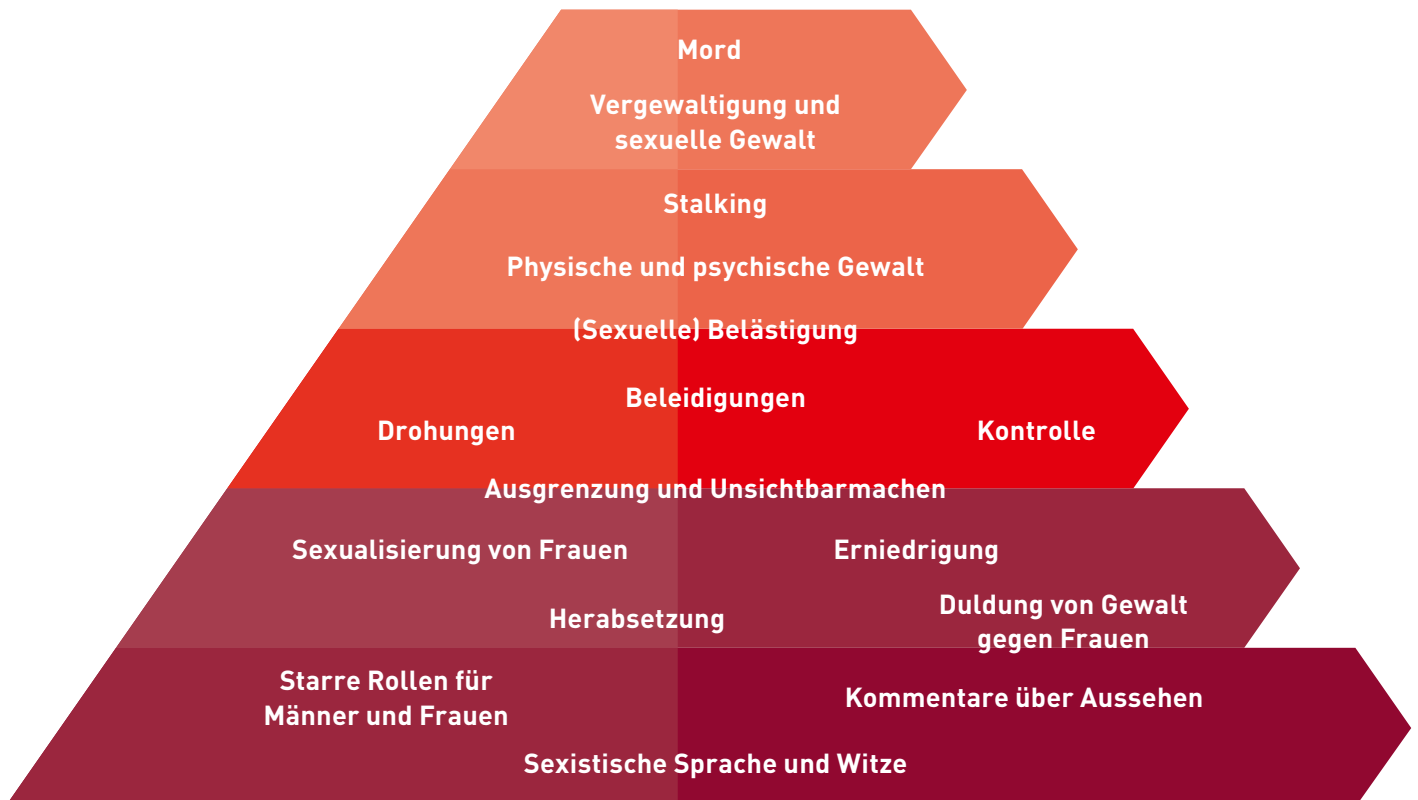 Mord
Vergewaltigung und
sexuelle Gewalt
Stalking
Physische und psychische Gewalt
(Sexuelle) Belästigung
Beleidigungen
Drohungen
Kontrolle
Ausgrenzung und Unsichtbarmachen
Sexualisierung von Frauen
Erniedrigung
Herabsetzung
Duldung von Gewalt
gegen Frauen
Starre Rollen für
Männer und Frauen
Kommentare über Aussehen
Sexistische Sprache und Witze